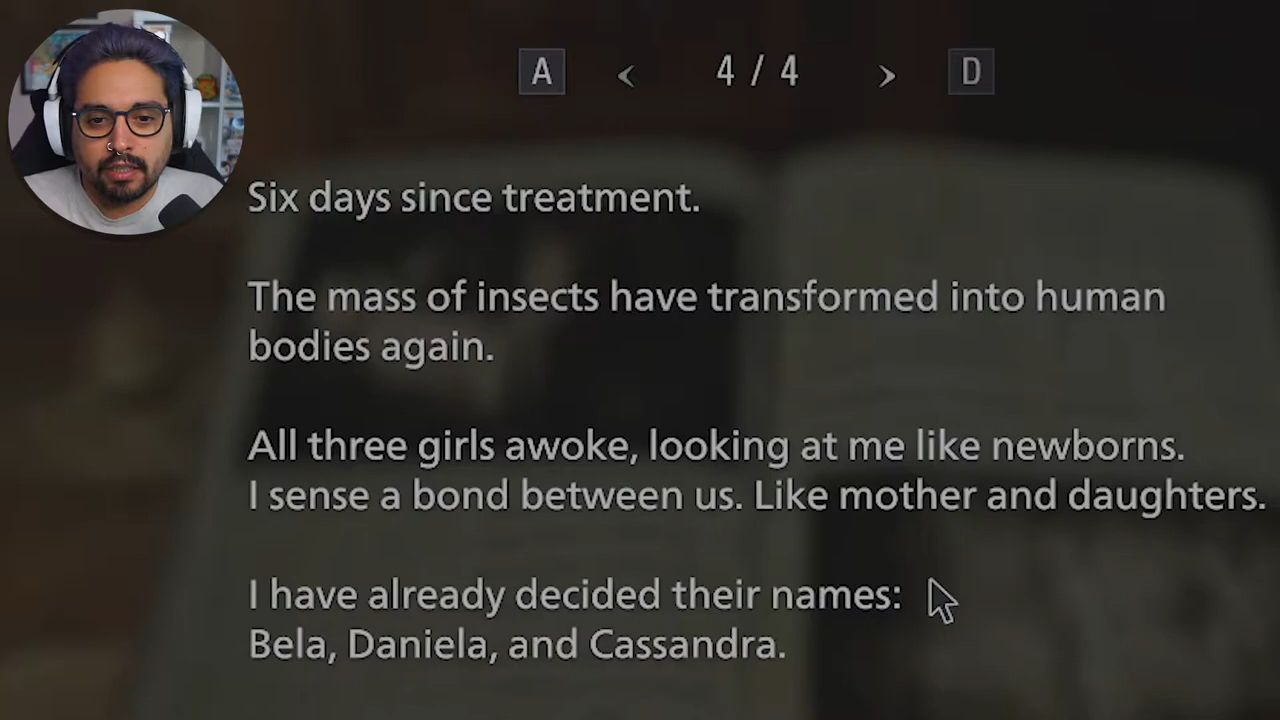 A < 4 / 4 > D
Six days since treatment.
The mass of insects have transformed into human
bodies again.
All three girls awoke, looking at me like newborns.
I sense a bond between us. Like mother and daughters.
I have already decided their names:
Bela, Daniela, and Cassandra.